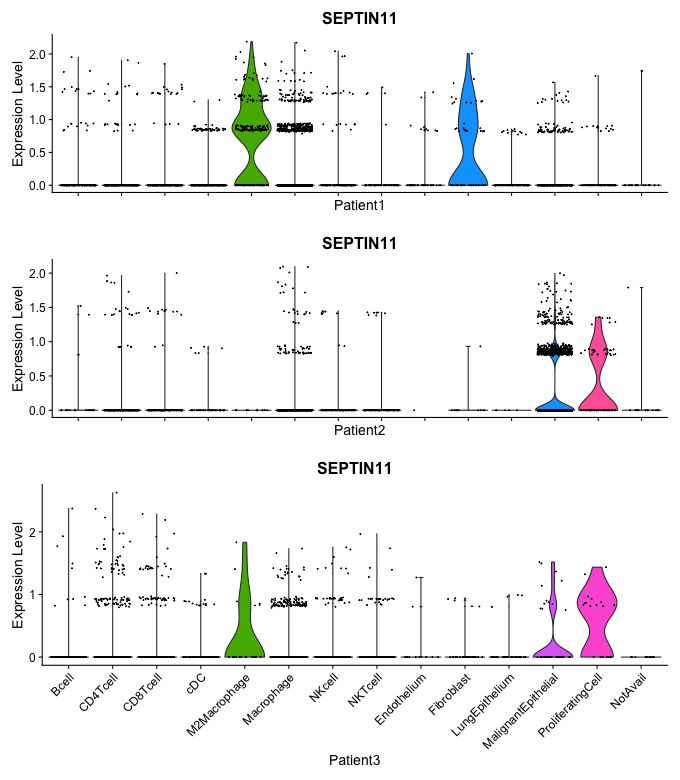 SEPTIN11
Expression Level
2.0
1.5
1.0
0.5
0.0
Patient1
SEPTIN11
Expression Level
2.0
1.5
1.0
0.5
0.0
Patient2
SEPTIN11
Expression Level
2
1
0
Bcell
CD4Tcell
CD8Tcell
cDC
M2Macrophage
Macrophage
NKcell
NKTcell
Endothelium
Fibroblast
LungEpithelium
MalignantEpithelial
ProliferatingCell
NotAvail
Patient3